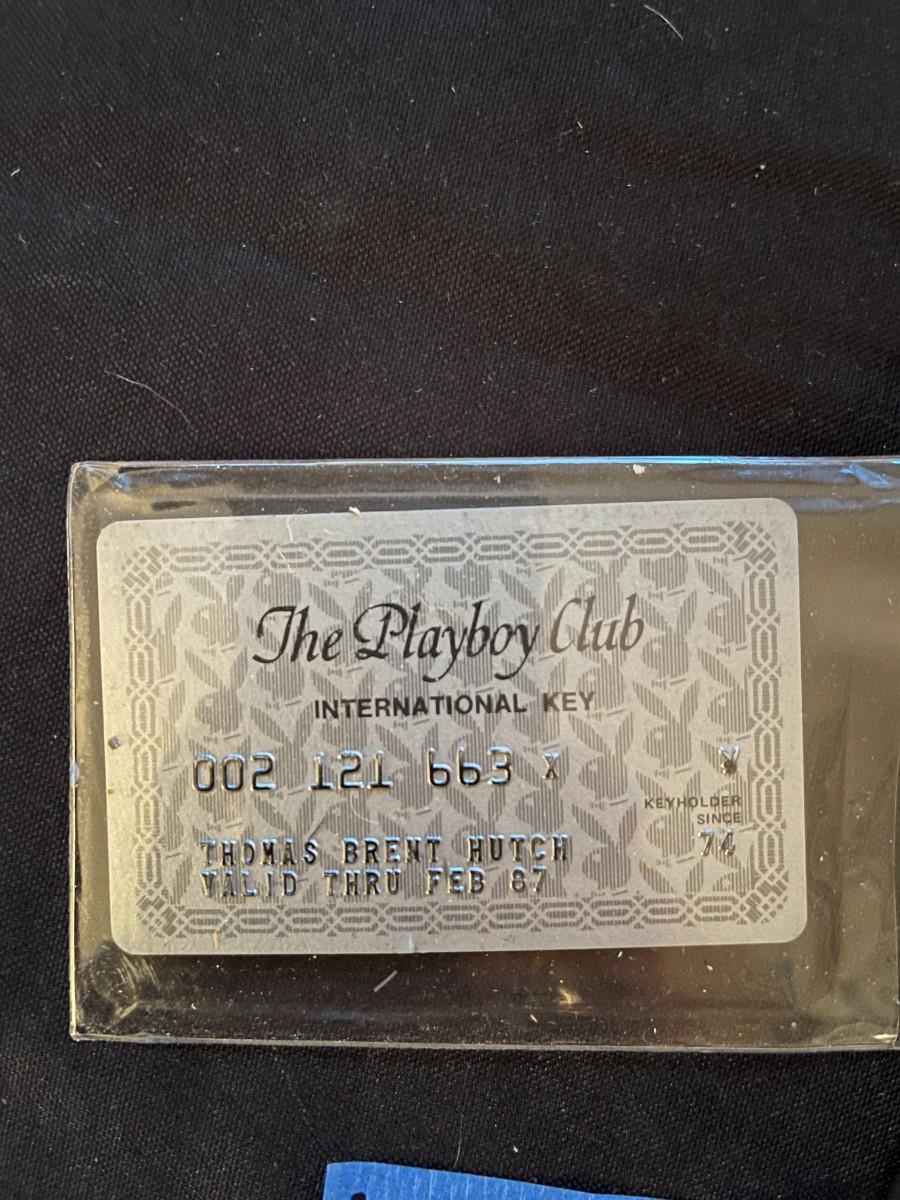 The Playboy Club
INTERNATIONAL KEY
002 121 663 X
KEYHOLDER
SINCE
74
THOMAS BRENT HUTCH
VALID THRU FEB 87